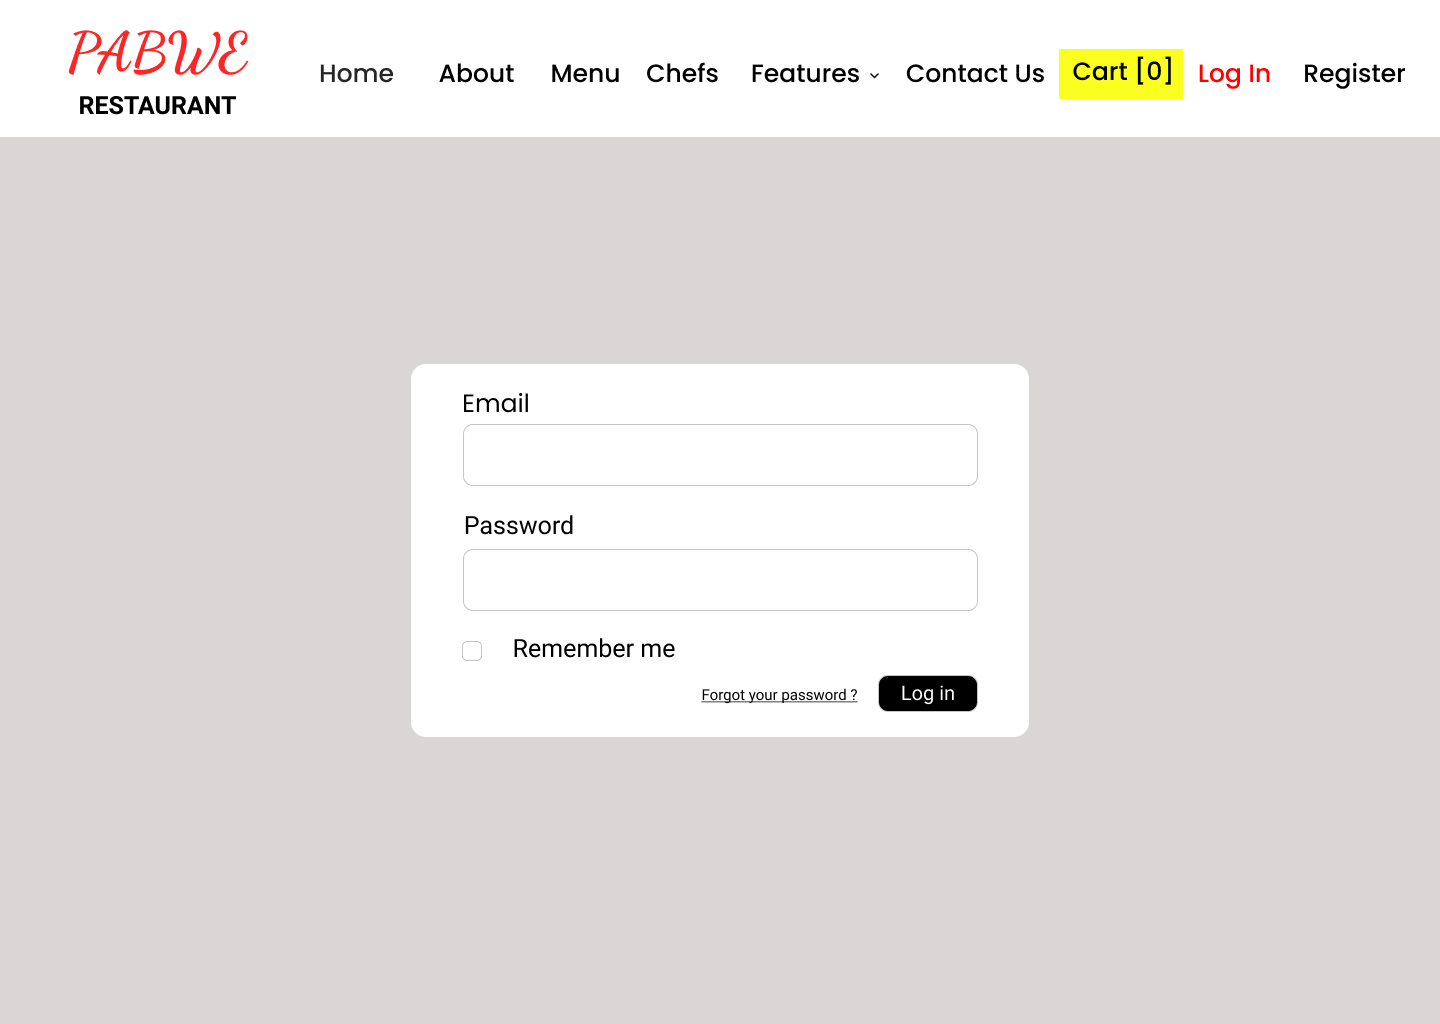 PABWE
RESTAURANT
Home About Menu Chefs Features Contact Us Cart [0] Log In Register
Email
Password
Remember me
Forgot your password ? Log in